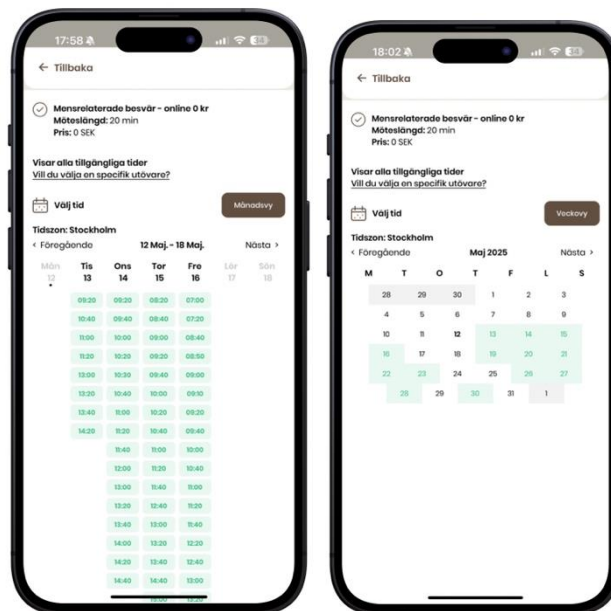 17:58
← Tillbaka
Mensrelaterade besvär - online 0 kr
Möteslängd: 20 min
Pris: 0 SEK
Visar alla tillgängliga tider
Vill du välja en specifik utövare?
Välj tid
Månadsvy
Tidszon: Stockholm
‹ Föregående 12 Maj. - 18 Maj. Nästa ›
Mån Tis Ons Tor Fre Lör Sön
12 13 14 15 16 17 18
09:20 09:20 08:20 07:00
10:40 09:40 08:40 07:20
11:00 10:00 09:00 08:40
11:20 10:20 09:20 08:50
13:00 10:30 09:40 09:00
13:20 10:40 10:00 09:10
13:40 11:00 10:20 09:20
14:20 11:20 10:40 09:40
11:40 11:00 10:00
12:00 11:20 10:40
13:00 11:40 11:00
13:20 12:40 11:20
13:40 13:00 11:40
14:00 13:20 12:20
14:20 13:40 12:40
14:40 14:40 13:00
18:02
← Tillbaka
Mensrelaterade besvär - online 0 kr
Möteslängd: 20 min
Pris: 0 SEK
Visar alla tillgängliga tider
Vill du välja en specifik utövare?
Välj tid
Veckovy
Tidszon: Stockholm
‹ Föregående Maj 2025 Nästa ›
M T O T F L S
28 29 30 1 2 3
4 5 6 7 8 9
10 11 12 13 14 15
16 17 18 19 20 21
22 23 24 25 26 27
28 29 30 31 1